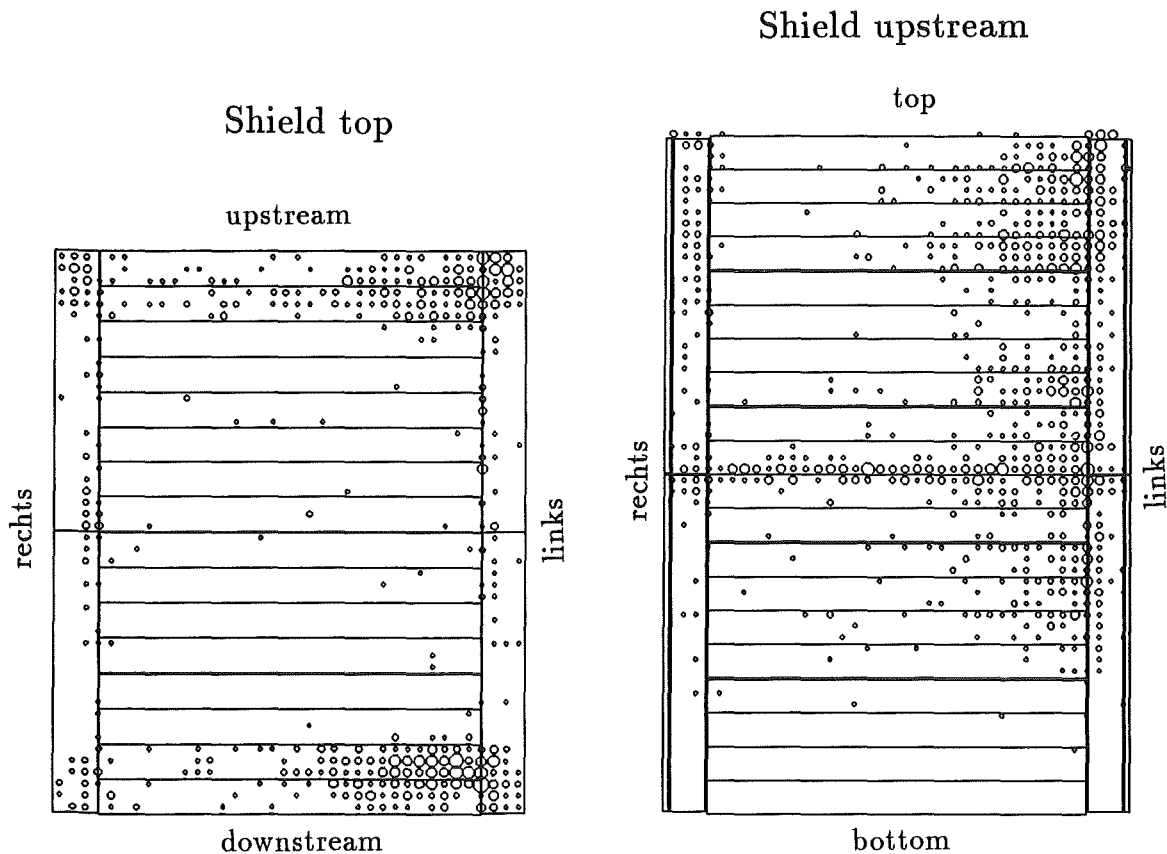 Shield top
upstream
rechts
links
downstream
Shield upstream
top
rechts
links
bottom